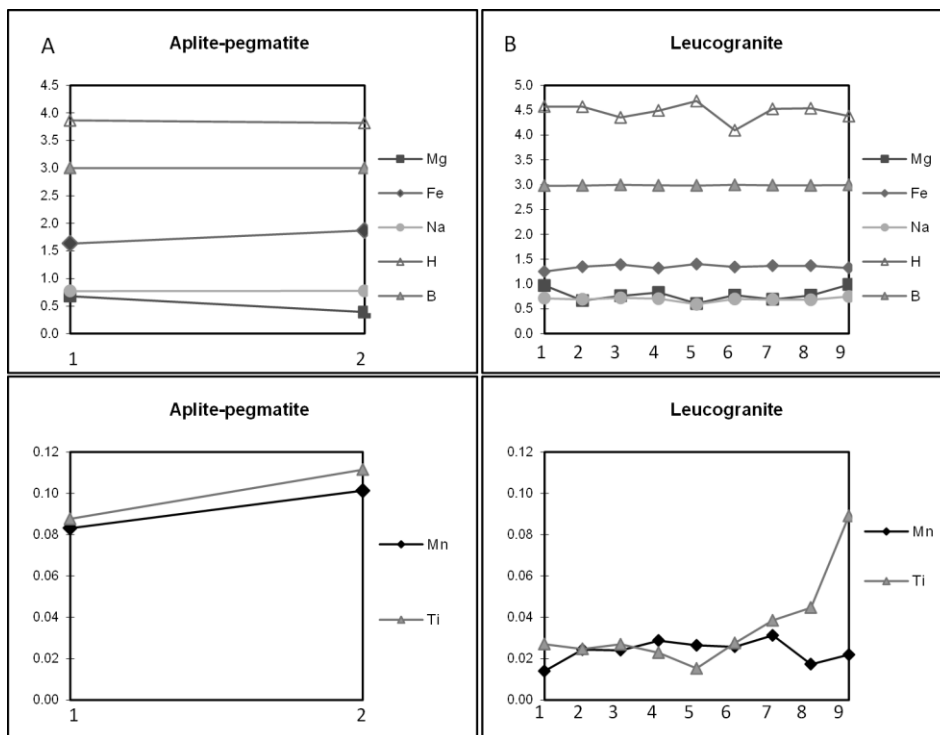 A
Aplite-pegmatite
4.5
4.0
3.5
3.0
2.5
2.0
1.5
1.0
0.5
0.0
1 2
Mg
Fe
Na
H
B
B
Leucogranite
5.0
4.5
4.0
3.5
3.0
2.5
2.0
1.5
1.0
0.5
0.0
1 2 3 4 5 6 7 8 9
Mg
Fe
Na
H
B
Aplite-pegmatite
0.12
0.10
0.08
0.06
0.04
0.02
0.00
1 2
Mn
Ti
Leucogranite
0.12
0.10
0.08
0.06
0.04
0.02
0.00
1 2 3 4 5 6 7 8 9
Mn
Ti